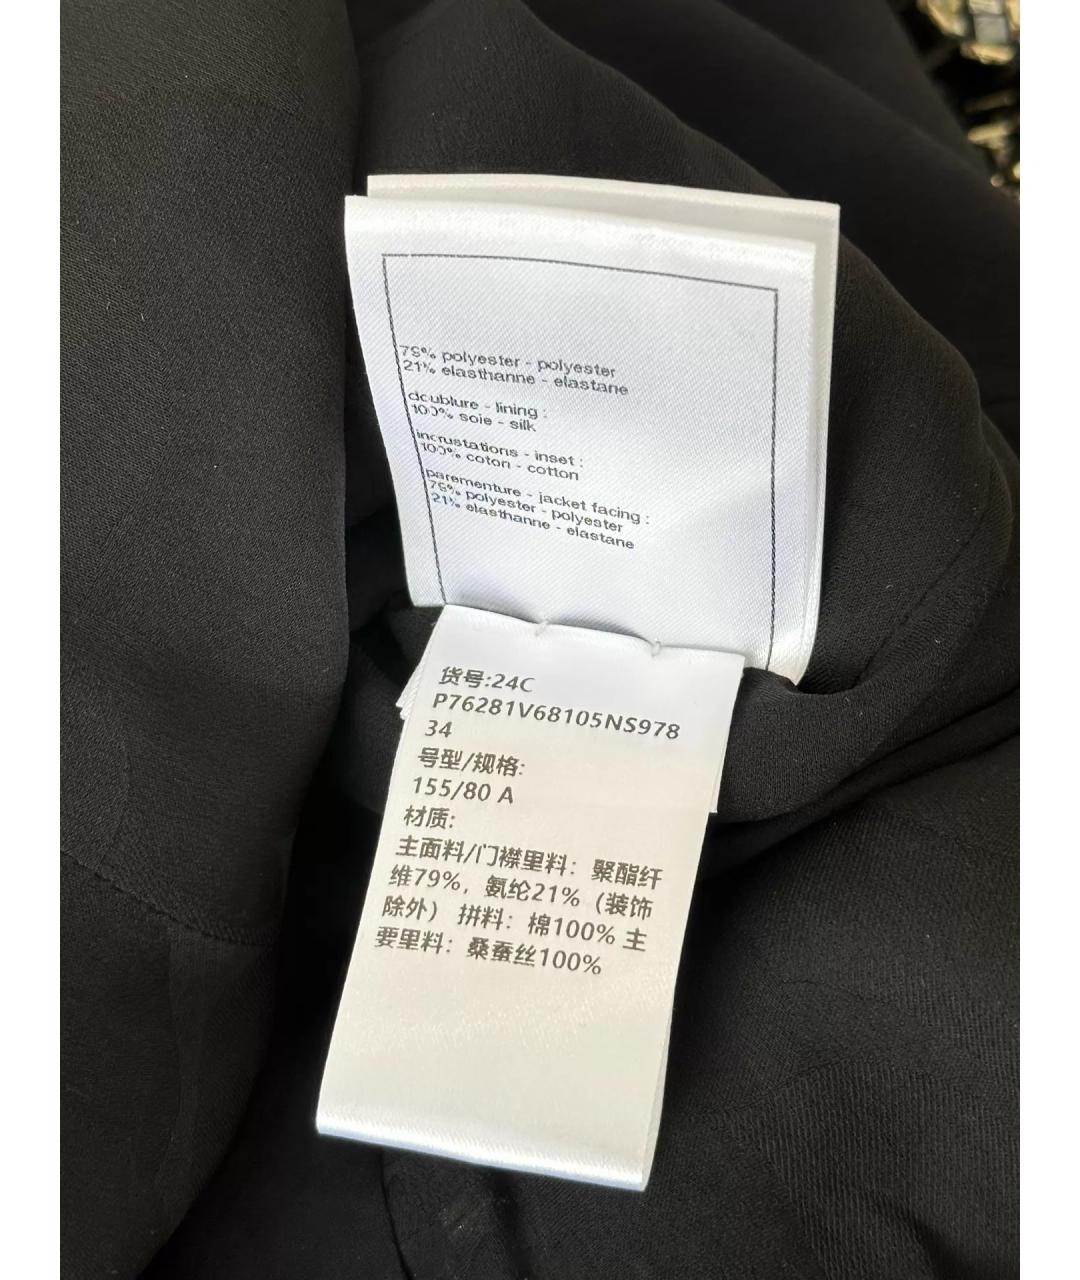 79% polyester - polyester
21% elasthanne - elastane
doublure - lining :
100% soie - silk
incrustations - inset :
100% coton - cotton
parementure - jacket facing :
79% polyester - polyester
21% elasthanne - elastane
货号:24C
P76281V68105NS978
34
号型/规格:
155/80 A
材质:
主面料/门襟里料：聚酯纤
维79%，氨纶21%（装饰
除外） 拼料：棉100% 主
要里料：桑蚕丝100%